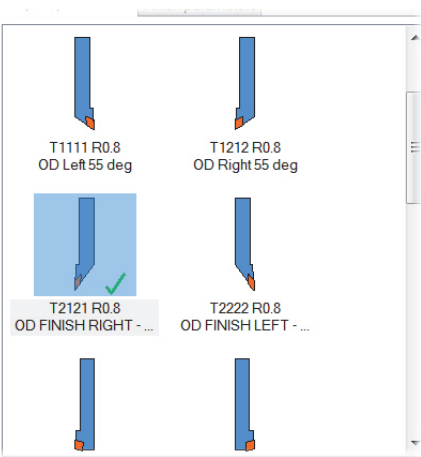 T1111 R0.8
OD Left 55 deg
T1212 R0.8
OD Right 55 deg
T2121 R0.8
OD FINISH RIGHT - ...
T2222 R0.8
OD FINISH LEFT - ...